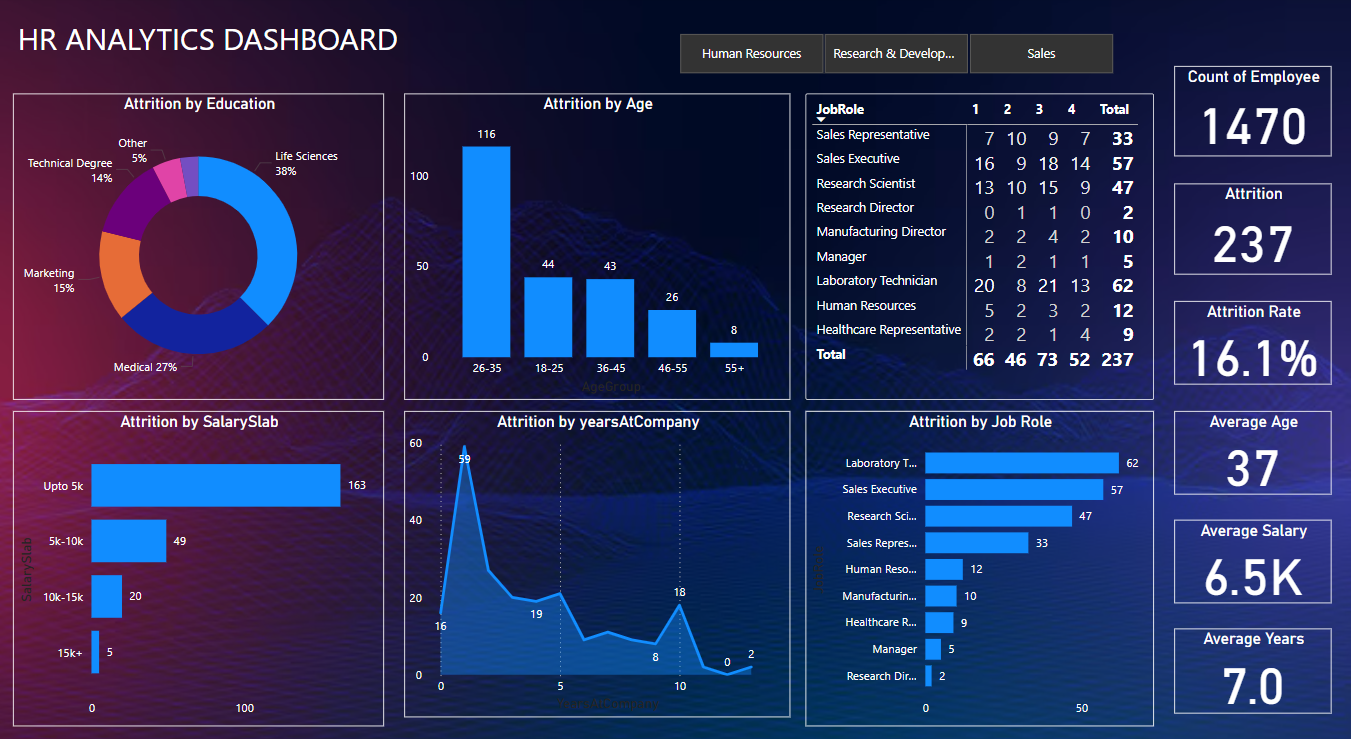 HR ANALYTICS DASHBOARD
Human Resources
Research & Develop...
Sales
Attrition by Education
Other
5%
Technical Degree
14%
Life Sciences
38%
Marketing
15%
Medical 27%
Attrition by Age
116
100
50
44
43
26
8
0
26-35 18-25 36-45 46-55 55+
AgeGroup
JobRole 1 2 3 4 Total
Sales Representative 7 10 9 7 33
Sales Executive 16 9 18 14 57
Research Scientist 13 10 15 9 47
Research Director 0 1 1 0 2
Manufacturing Director 2 2 4 2 10
Manager 1 2 1 1 5
Laboratory Technician 20 8 21 13 62
Human Resources 5 2 3 2 12
Healthcare Representative 2 2 1 4 9
Total 66 46 73 52 237
Count of Employee
1470
Attrition
237
Attrition Rate
16.1%
Average Age
37
Average Salary
6.5K
Average Years
7.0
Attrition by SalarySlab
SalarySlab
Upto 5k 163
5k-10k 49
10k-15k 20
15k+ 5
0 100
Attrition by yearsAtCompany
60
59
40
20
19
18
16
8
0
2
0
0 5 10
YearsAtCompany
Attrition by Job Role
Laboratory T... 62
Sales Executive 57
Research Sci... 47
Sales Repres... 33
Human Reso... 12
Manufacturin... 10
Healthcare R... 9
Manager 5
Research Dir... 2
0 50